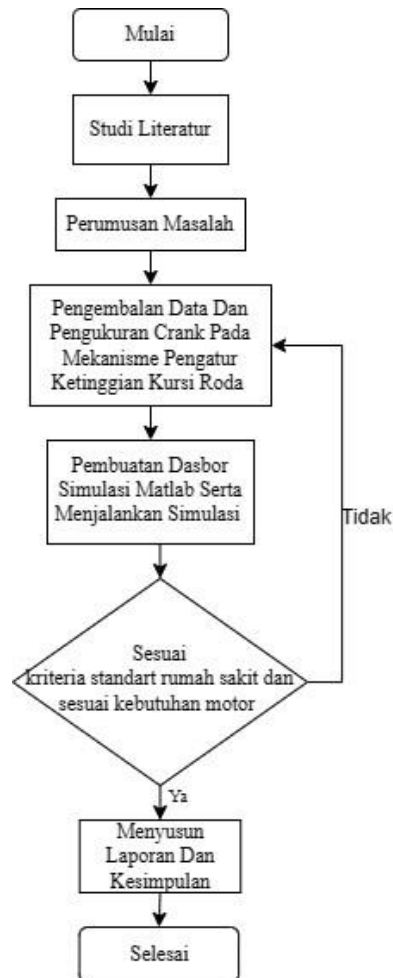 Mulai
Studi Literatur
Perumusan Masalah
Pengembalan Data Dan
Pengukuran Crank Pada
Mekanisme Pengatur
Ketinggian Kursi Roda
Pembuatan Dasbor
Simulasi Matlab Serta
Menjalankan Simulasi
Tidak
Sesuai
kriteria standart rumah sakit dan
sesuai kebutuhan motor
Ya
Menyusun
Laporan Dan
Kesimpulan
Selesai